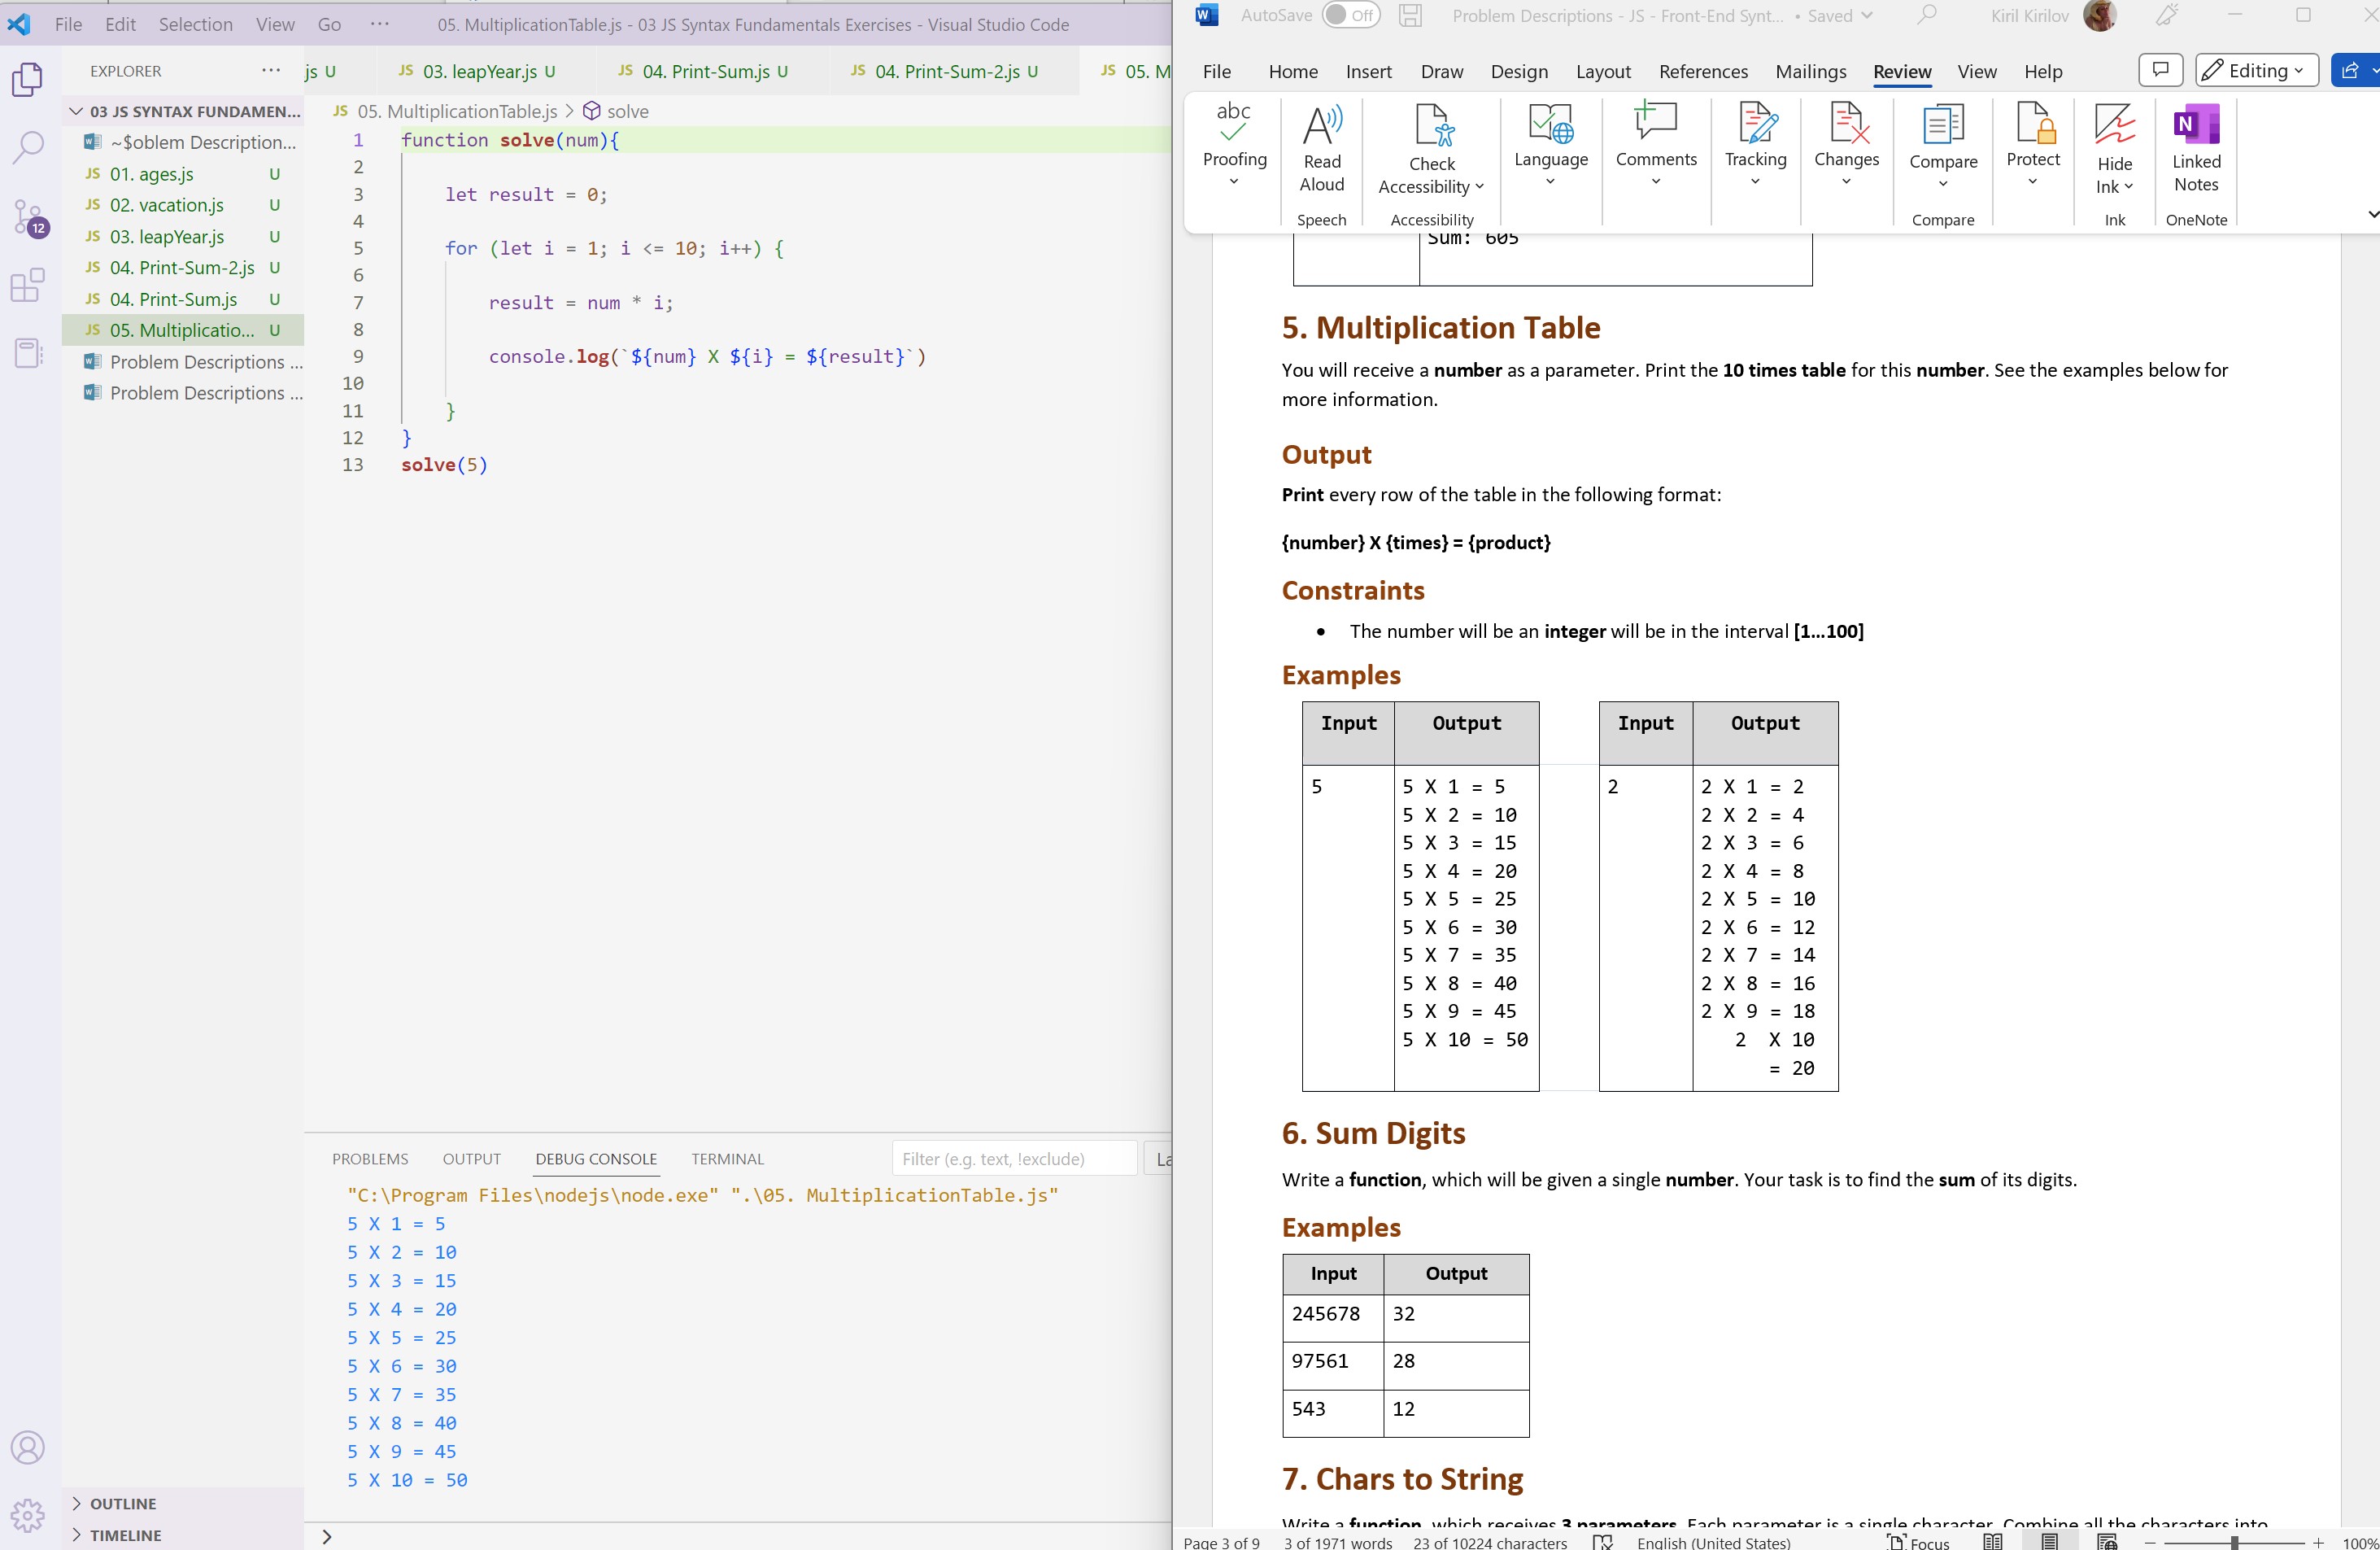 File Edit Selection View Go ··· 05. MultiplicationTable.js - 03 JS Syntax Fundamentals Exercises - Visual Studio Code
EXPLORER ···
03 JS SYNTAX FUNDAMEN...
~$oblem Description...
JS 01. ages.js U
JS 02. vacation.js U
JS 03. leapYear.js U
JS 04. Print-Sum-2.js U
JS 04. Print-Sum.js U
JS 05. Multiplicatio... U
Problem Descriptions ...
Problem Descriptions ...
12
OUTLINE
TIMELINE
js U JS 03. leapYear.js U JS 04. Print-Sum.js U JS 04. Print-Sum-2.js U JS 05. M
JS 05. MultiplicationTable.js > solve
1 function solve(num){
2
3 let result = 0;
4
5 for (let i = 1; i <= 10; i++) {
6
7 result = num * i;
8
9 console.log(`${num} X ${i} = ${result}`)
10
11 }
12 }
13 solve(5)
PROBLEMS OUTPUT DEBUG CONSOLE TERMINAL Filter (e.g. text, !exclude) La
"C:\Program Files\nodejs\node.exe" ".\05. MultiplicationTable.js"
5 X 1 = 5
5 X 2 = 10
5 X 3 = 15
5 X 4 = 20
5 X 5 = 25
5 X 6 = 30
5 X 7 = 35
5 X 8 = 40
5 X 9 = 45
5 X 10 = 50
>
W AutoSave Off Problem Descriptions - JS - Front-End Synt... • Saved Kiril Kirilov
File Home Insert Draw Design Layout References Mailings Review View Help Editing
abc Proofing
Read Aloud
Speech
Check Accessibility
Accessibility
Language
Comments
Tracking
Changes
Compare
Compare
Protect
Hide Ink
Ink
N Linked Notes
OneNote
Sum: 605
5. Multiplication Table
You will receive a number as a parameter. Print the 10 times table for this number. See the examples below for
more information.
Output
Print every row of the table in the following format:
{number} X {times} = {product}
Constraints
• The number will be an integer will be in the interval [1...100]
Examples
Input Output Input Output
5 5 X 1 = 5 2 2 X 1 = 2
5 X 2 = 10 2 X 2 = 4
5 X 3 = 15 2 X 3 = 6
5 X 4 = 20 2 X 4 = 8
5 X 5 = 25 2 X 5 = 10
5 X 6 = 30 2 X 6 = 12
5 X 7 = 35 2 X 7 = 14
5 X 8 = 40 2 X 8 = 16
5 X 9 = 45 2 X 9 = 18
5 X 10 = 50 2 X 10
= 20
6. Sum Digits
Write a function, which will be given a single number. Your task is to find the sum of its digits.
Examples
Input Output
245678 32
97561 28
543 12
7. Chars to String
Write a function, which receives 3 parameters. Each parameter is a single character. Combine all the characters into
Page 3 of 9 3 of 1971 words 23 of 10224 characters English (United States) Focus 100%